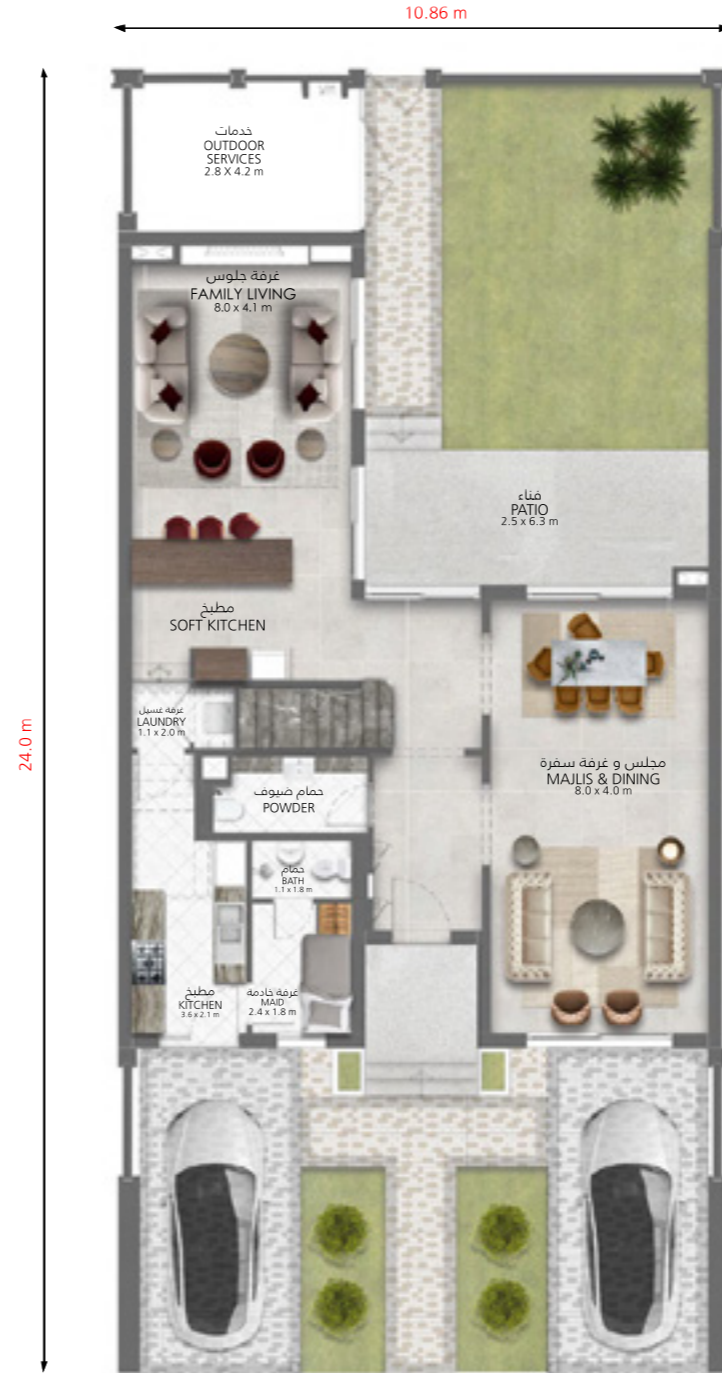 10.86 m
24.0 m
خدمات
OUTDOOR
SERVICES
2.8 X 4.2 m
غرفة جلوس
FAMILY LIVING
8.0 x 4.1 m
فناء
PATIO
2.5 x 6.3 m
مطبخ
SOFT KITCHEN
غرفة غسيل
LAUNDRY
1.1 x 2.0 m
مجلس و غرفة سفرة
MAJLIS & DINING
8.0 x 4.0 m
حمام ضيوف
POWDER
حمام
BATH
1.1 x 1.8 m
مطبخ
KITCHEN
3.6 x 2.1 m
غرفة خادمة
MAID
2.4 x 1.8 m